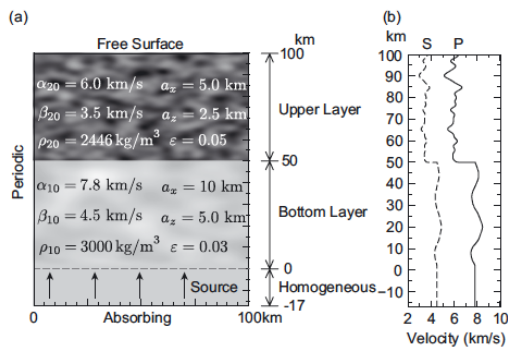 (a)
Free Surface
km
100
α20 = 6.0 km/s ax = 5.0 km
β20 = 3.5 km/s az = 2.5 km
ρ20 = 2446 kg/m³ ε = 0.05
Upper Layer
50
α10 = 7.8 km/s ax = 10 km
β10 = 4.5 km/s az = 5.0 km
ρ10 = 3000 kg/m³ ε = 0.03
Bottom Layer
Periodic
0
Source
Homogeneous
-17
0 Absorbing 100km
(b)
km S P
100
90
80
70
60
50
40
30
20
10
0
-10
2 4 6 8 10
Velocity (km/s)